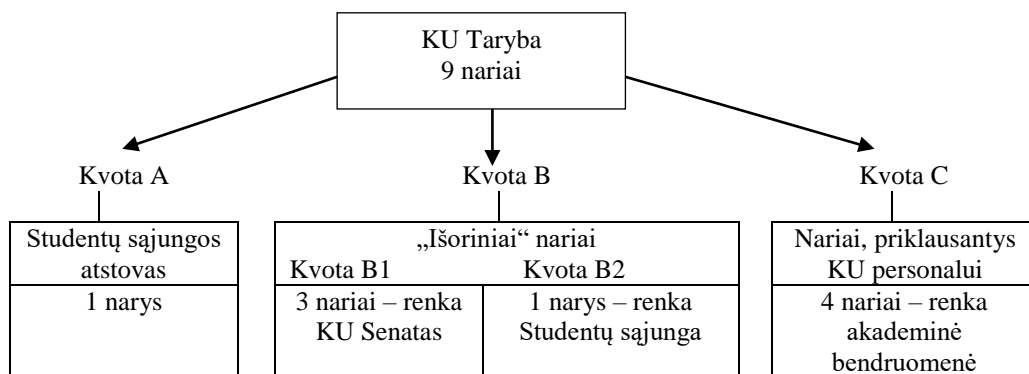 KU Taryba
9 nariai
Kvota A
Kvota B
Kvota C
Studentų sąjungos
atstovas
1 narys
„Išoriniai“ nariai
Kvota B1
Kvota B2
3 nariai – renka
KU Senatas
1 narys – renka
Studentų sąjunga
Nariai, priklausantys
KU personalui
4 nariai – renka
akademinė
bendruomenė